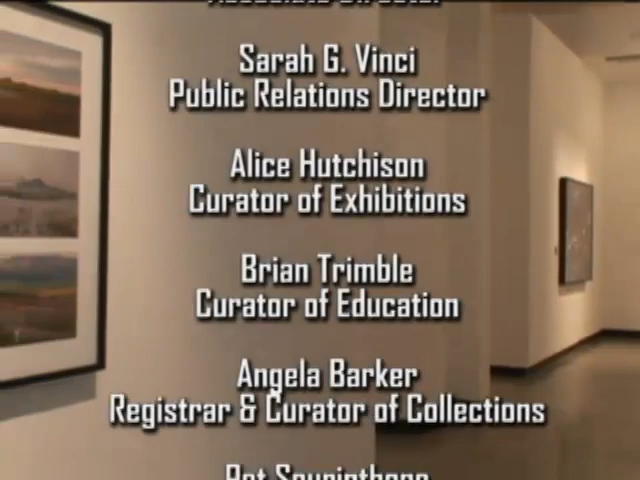 Sarah G. Vinci
Public Relations Director
Alice Hutchison
Curator of Exhibitions
Brian Trimble
Curator of Education
Angela Barker
Registrar & Curator of Collections